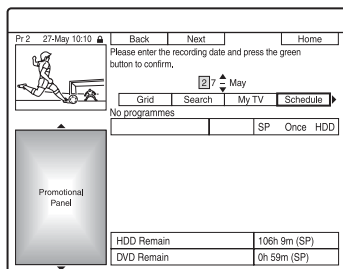 Pr 2 27-May 10:10
Back Next Home
Please enter the recording date and press the green
button to confirm.
27 May
Grid Search My TV Schedule
No programmes
SP Once HDD
Promotional
Panel
HDD Remain 106h 9m (SP)
DVD Remain 0h 59m (SP)